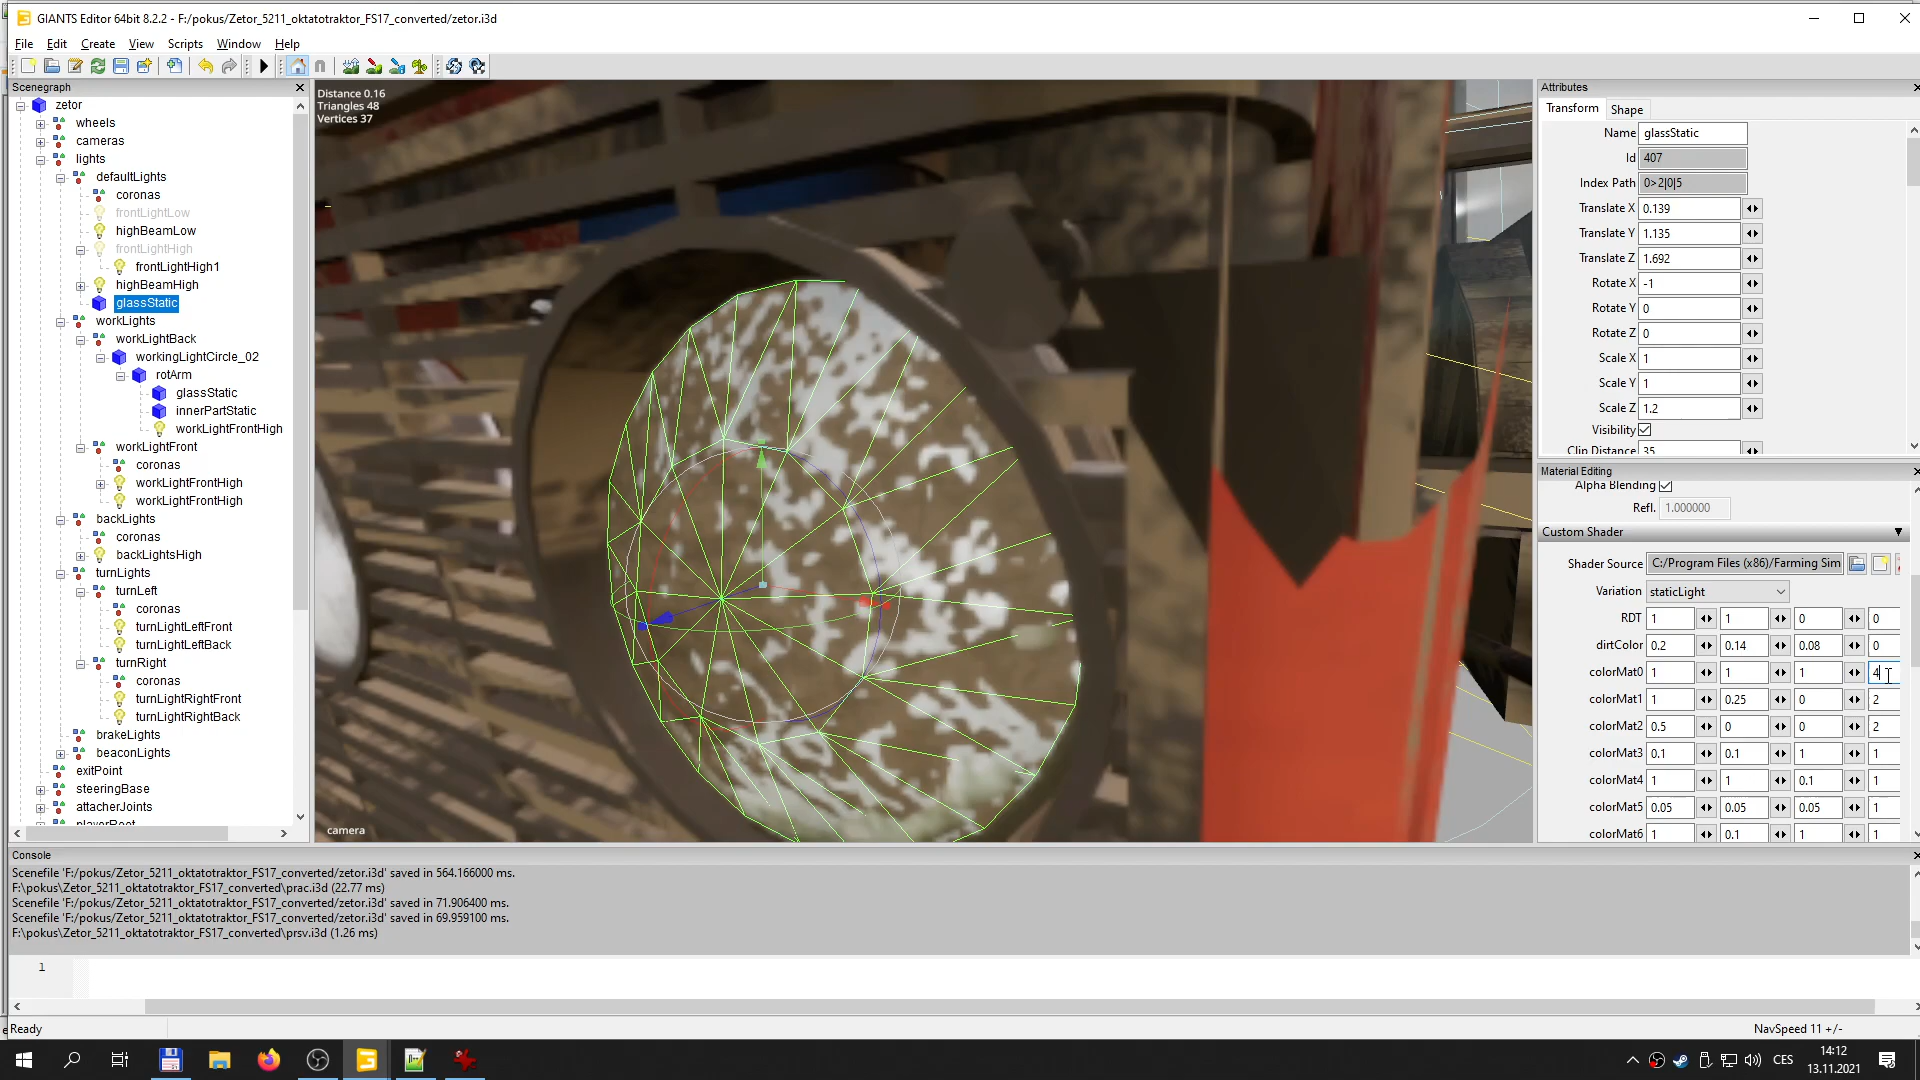 GIANTS Editor 64bit 8.2.2 - F:/pokus/Zetor_5211_oktatotraktor_FS17_converted/zetor.i3d
File Edit Create View Scripts Window Help
Scenegraph
zetor
wheels
cameras
lights
defaultLights
coronas
frontLightLow
highBeamLow
frontLightHigh
frontLightHigh1
highBeamHigh
glassStatic
workLights
workLightBack
workingLightCircle_02
rotArm
glassStatic
innerPartStatic
workLightFrontHigh
workLightFront
coronas
workLightFrontHigh
workLightFrontHigh
backLights
coronas
backLightsHigh
turnLights
turnLeft
coronas
turnLightLeftFront
turnLightLeftBack
turnRight
coronas
turnLightRightFront
turnLightRightBack
brakeLights
beaconLights
exitPoint
steeringBase
attacherJoints
playerRoot
Distance 0.16
Triangles 48
Vertices 37
camera
Attributes
Transform Shape
Name glassStatic
Id 407
Index Path 0>2|0|5
Translate X 0.139
Translate Y 1.135
Translate Z 1.692
Rotate X -1
Rotate Y 0
Rotate Z 0
Scale X 1
Scale Y 1
Scale Z 1.2
Visibility
Clip Distance 35
Material Editing
Alpha Blending
Refl. 1.000000
Custom Shader
Shader Source C:/Program Files (x86)/Farming Sim
Variation staticLight
RDT 1 1 0 0
dirtColor 0.2 0.14 0.08 0
colorMat0 1 1 1 4
colorMat1 1 0.25 0 2
colorMat2 0.5 0 0 2
colorMat3 0.1 0.1 1 1
colorMat4 1 1 0.1 1
colorMat5 0.05 0.05 0.05 1
colorMat6 1 0.1 1 1
Console
Scenefile 'F:/pokus/Zetor_5211_oktatotraktor_FS17_converted/zetor.i3d' saved in 564.166000 ms.
F:\pokus\Zetor_5211_oktatotraktor_FS17_converted\prac.i3d (22.77 ms)
Scenefile 'F:/pokus/Zetor_5211_oktatotraktor_FS17_converted/zetor.i3d' saved in 71.906400 ms.
Scenefile 'F:/pokus/Zetor_5211_oktatotraktor_FS17_converted/zetor.i3d' saved in 69.959100 ms.
F:\pokus\Zetor_5211_oktatotraktor_FS17_converted\prsv.i3d (1.26 ms)
1
Ready
NavSpeed 11 +/-
CES
14:12
13.11.2021